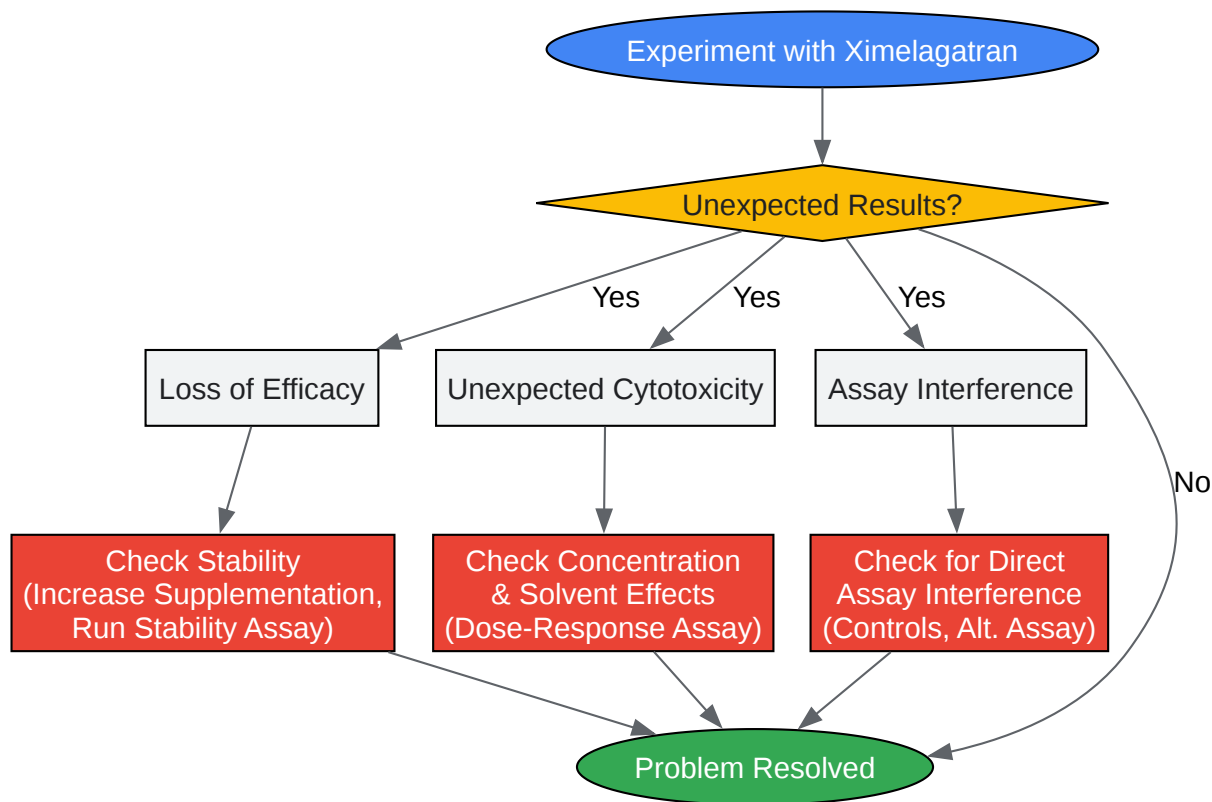 Experiment with Ximelagatran
Unexpected Results?
Yes
Yes
Yes
Loss of Efficacy
Unexpected Cytotoxicity
Assay Interference
No
Check Stability
(Increase Supplementation,
Run Stability Assay)
Check Concentration
& Solvent Effects
(Dose-Response Assay)
Check for Direct
Assay Interference
(Controls, Alt. Assay)
Problem Resolved